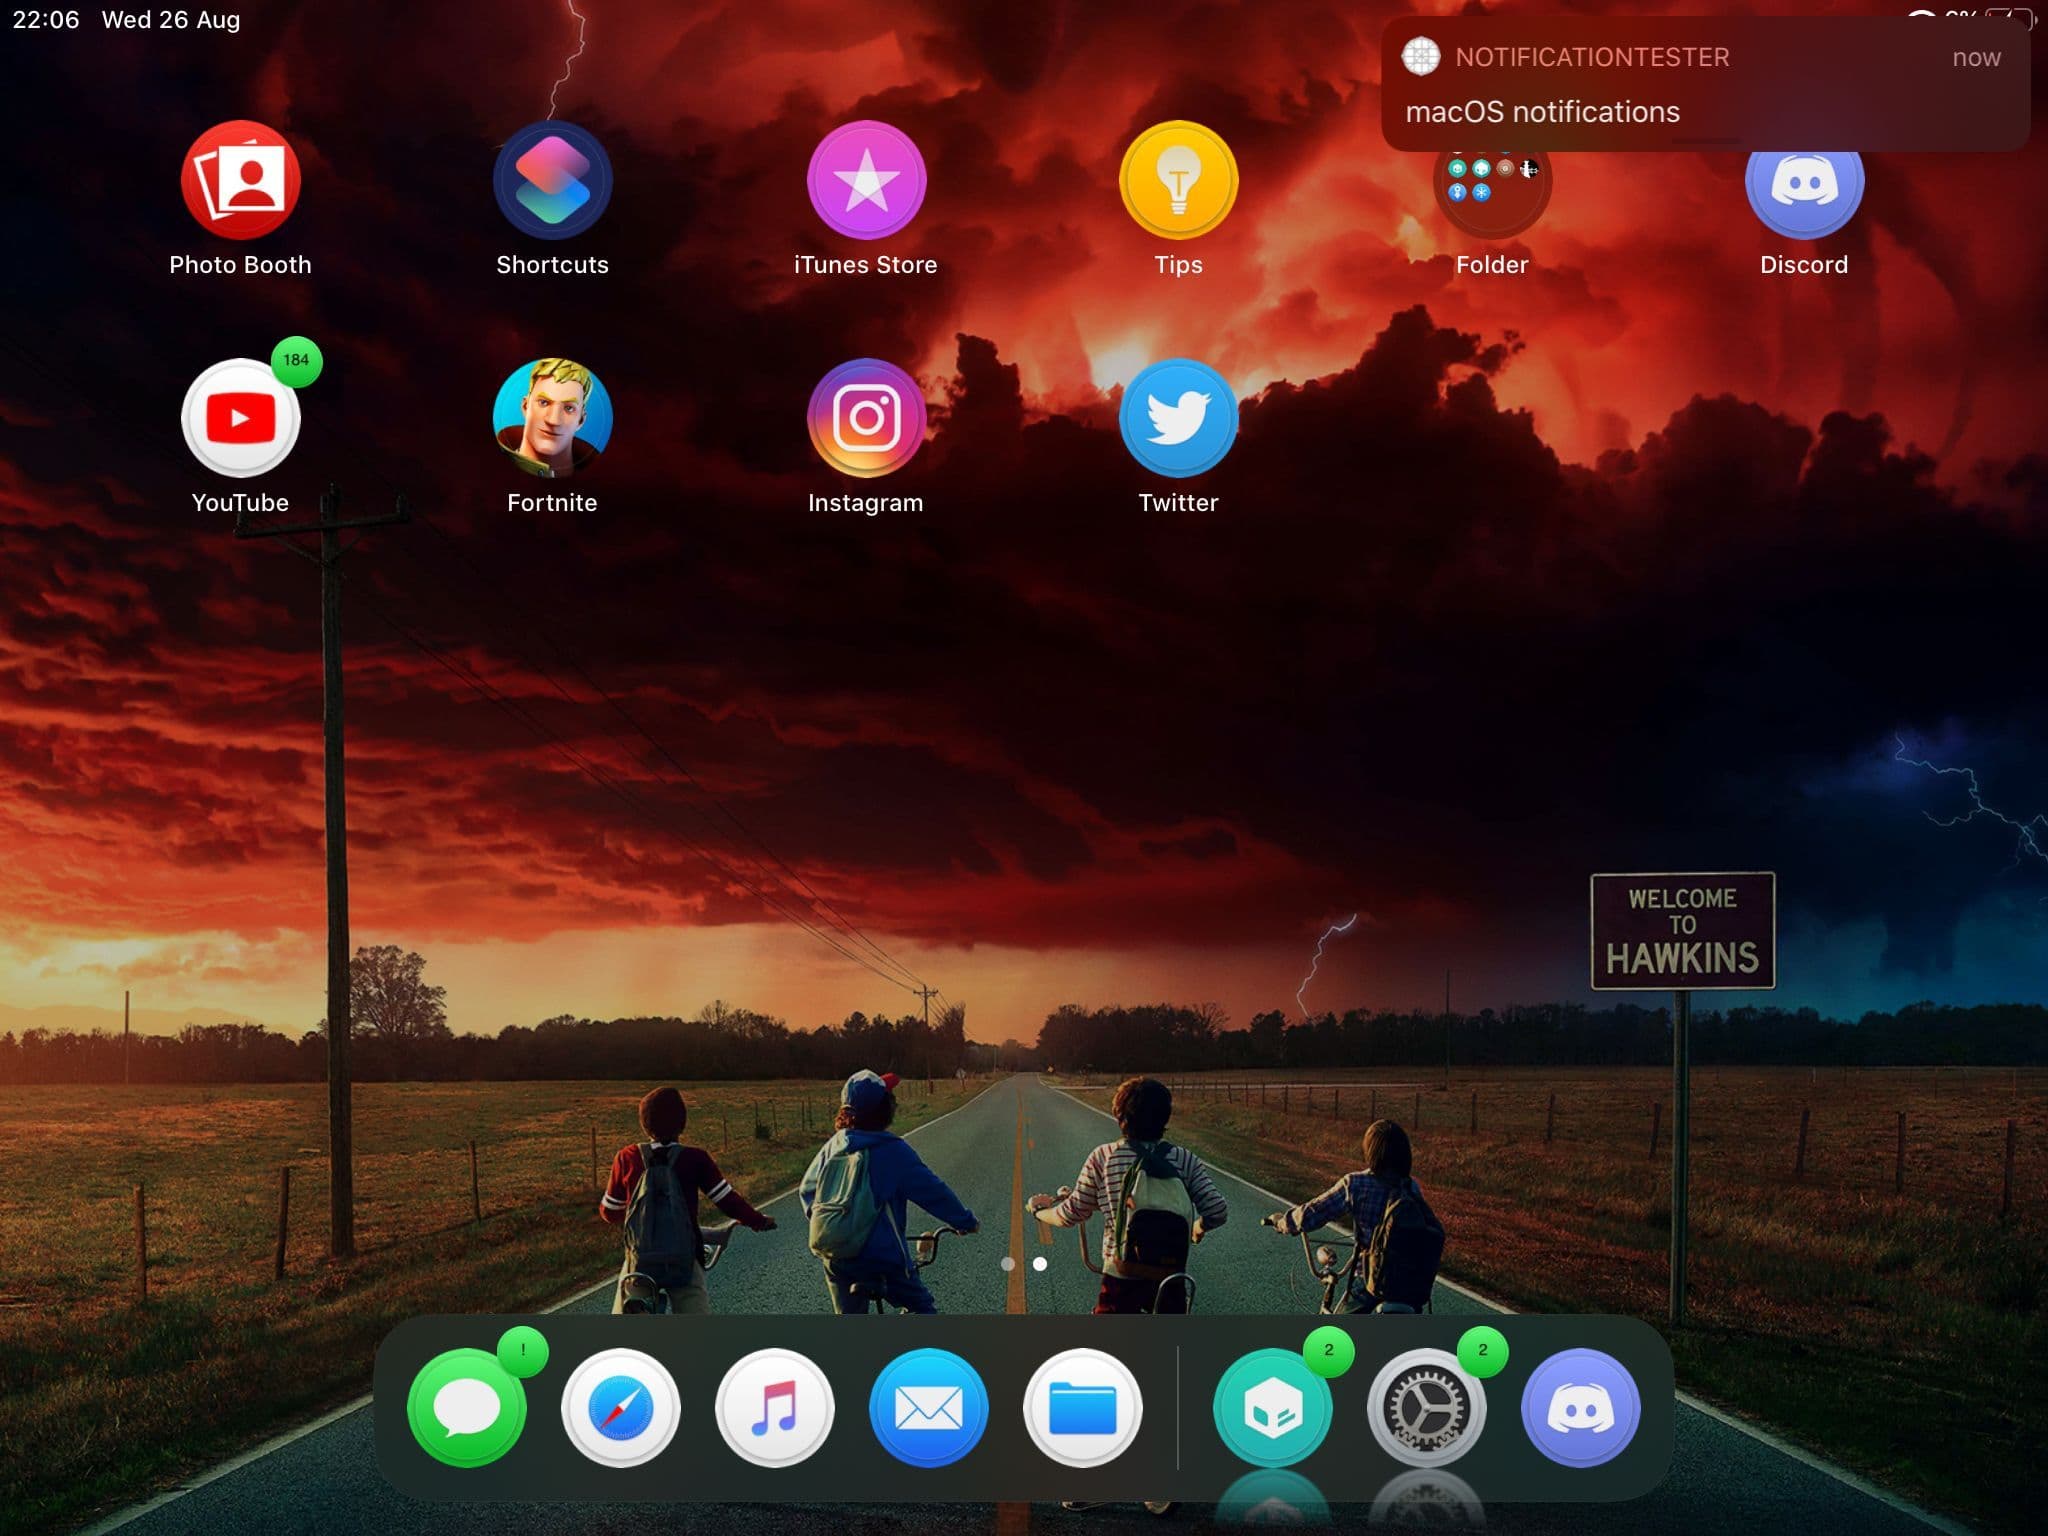 22:06 Wed 26 Aug
6%
NOTIFICATIONTESTER now
macOS notifications
Photo Booth
Shortcuts
iTunes Store
Tips
Folder
Discord
184
YouTube
Fortnite
Instagram
Twitter
WELCOME
TO
HAWKINS
!
2
2